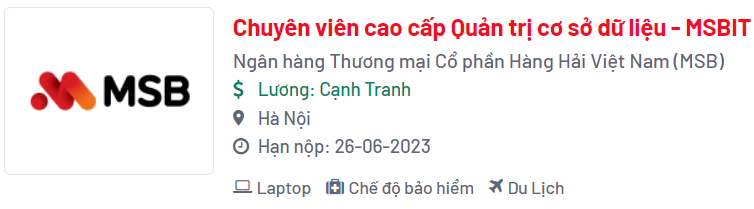 MSB
Chuyên viên cao cấp Quản trị cơ sở dữ liệu - MSBIT
Ngân hàng Thương mại Cổ phần Hàng Hải Việt Nam (MSB)
$ Lương: Cạnh Tranh
Hà Nội
Hạn nộp: 26-06-2023
Laptop Chế độ bảo hiểm Du Lịch